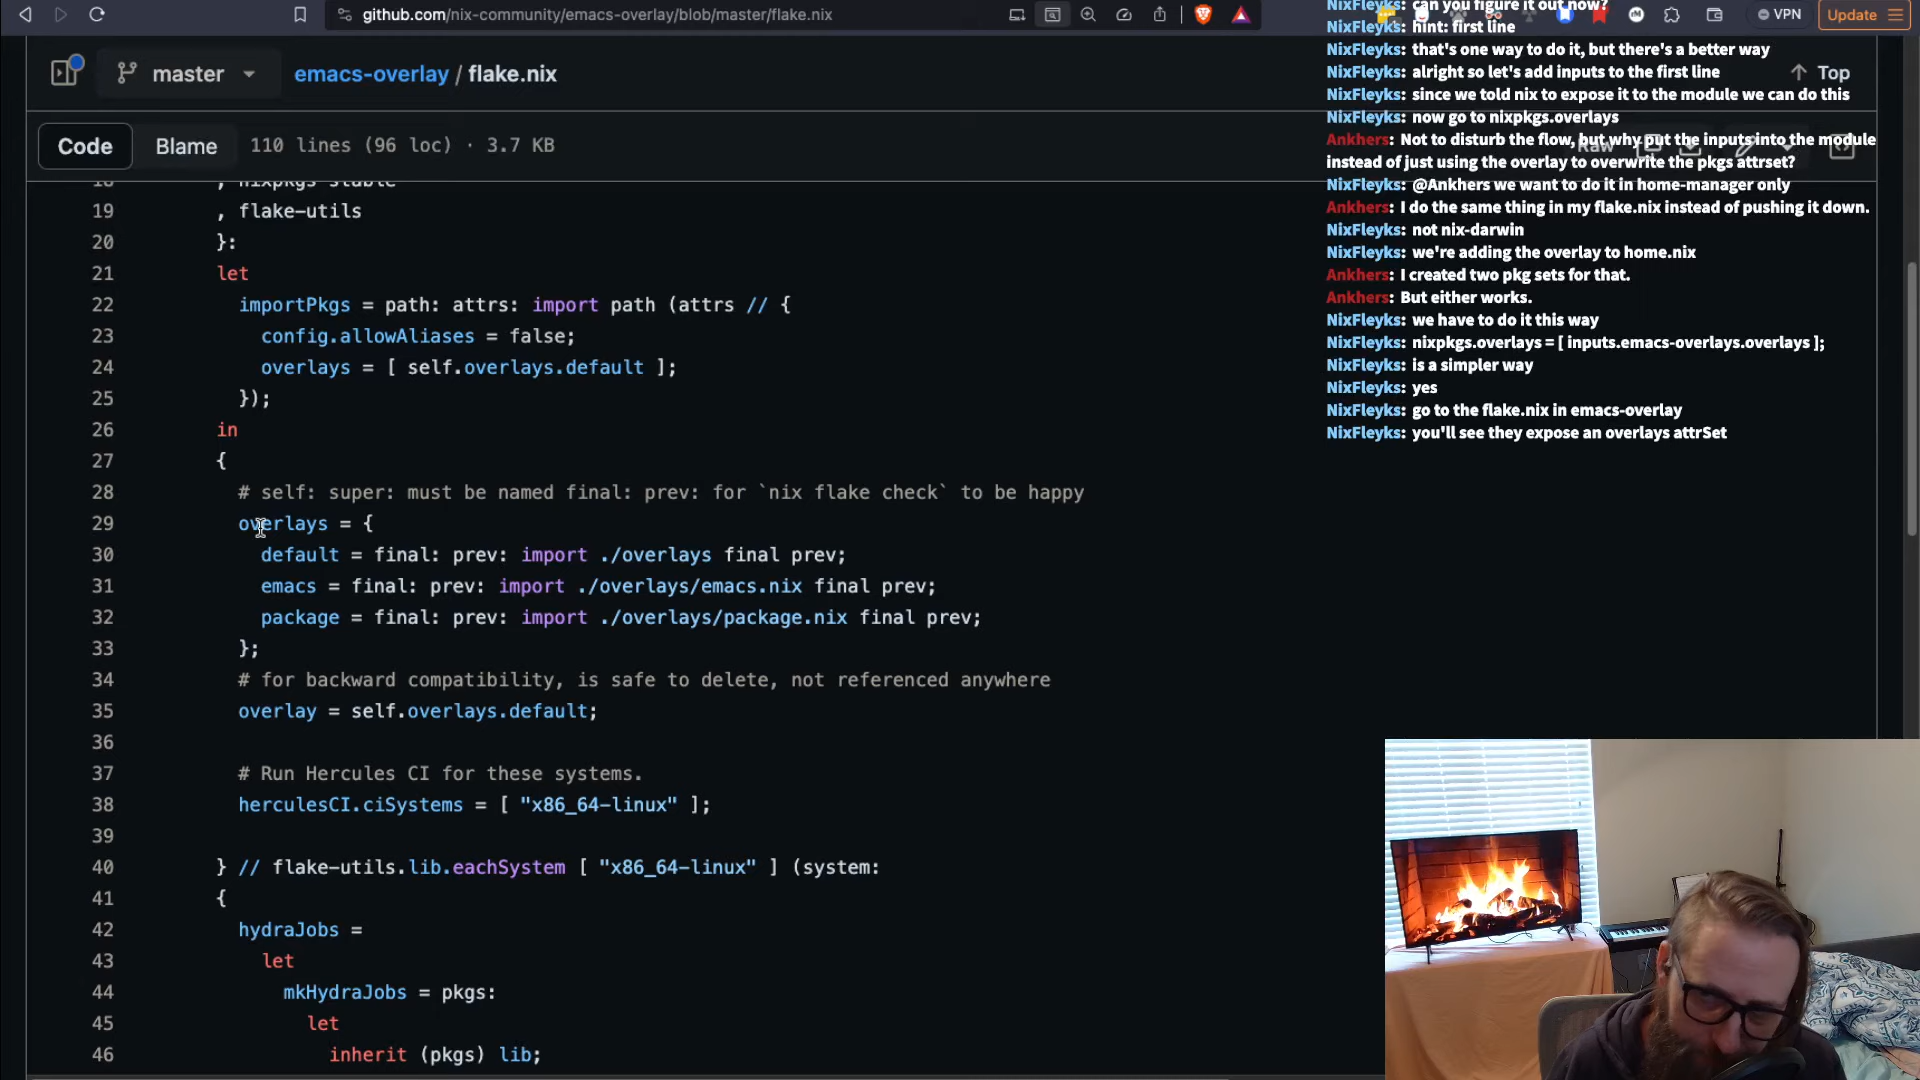 github.com/nix-community/emacs-overlay/blob/master/flake.nix
VPN
Update
master
emacs-overlay / flake.nix
Top
Code
Blame
110 lines (96 loc) · 3.7 KB
Raw
18 , nixpkgs-stable
19 , flake-utils
20 }:
21 let
22 importPkgs = path: attrs: import path (attrs // {
23 config.allowAliases = false;
24 overlays = [ self.overlays.default ];
25 });
26 in
27 {
28 # self: super: must be named final: prev: for `nix flake check` to be happy
29 overlays = {
30 default = final: prev: import ./overlays final prev;
31 emacs = final: prev: import ./overlays/emacs.nix final prev;
32 package = final: prev: import ./overlays/package.nix final prev;
33 };
34 # for backward compatibility, is safe to delete, not referenced anywhere
35 overlay = self.overlays.default;
36
37 # Run Hercules CI for these systems.
38 herculesCI.ciSystems = [ "x86_64-linux" ];
39
40 } // flake-utils.lib.eachSystem [ "x86_64-linux" ] (system:
41 {
42 hydraJobs =
43 let
44 mkHydraJobs = pkgs:
45 let
46 inherit (pkgs) lib;
NixFleyks: can you figure it out now?
NixFleyks: hint: first line
NixFleyks: that's one way to do it, but there's a better way
NixFleyks: alright so let's add inputs to the first line
NixFleyks: since we told nix to expose it to the module we can do this
NixFleyks: now go to nixpkgs.overlays
Ankhers: Not to disturb the flow, but why put the inputs into the module
instead of just using the overlay to overwrite the pkgs attrset?
NixFleyks: @Ankhers we want to do it in home-manager only
Ankhers: I do the same thing in my flake.nix instead of pushing it down.
NixFleyks: not nix-darwin
NixFleyks: we're adding the overlay to home.nix
Ankhers: I created two pkg sets for that.
Ankhers: But either works.
NixFleyks: we have to do it this way
NixFleyks: nixpkgs.overlays = [ inputs.emacs-overlays.overlays ];
NixFleyks: is a simpler way
NixFleyks: yes
NixFleyks: go to the flake.nix in emacs-overlay
NixFleyks: you'll see they expose an overlays attrSet